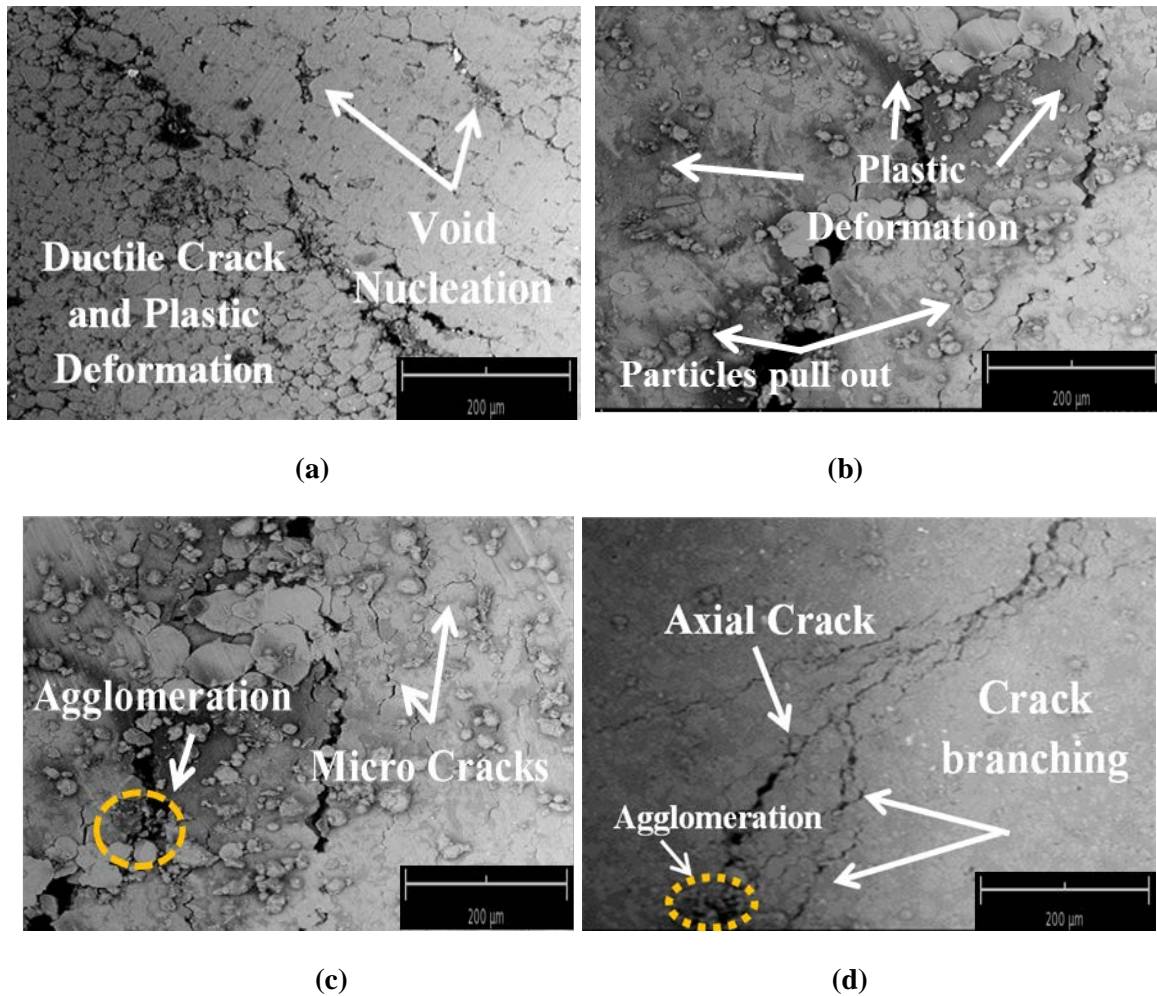 Ductile Crack
and Plastic
Deformation
Void
Nucleation
200 µm
(a)
Plastic
Deformation
Particles pull out
200 µm
(b)
Agglomeration
Micro Cracks
200 µm
(c)
Axial Crack
Crack
branching
Agglomeration
200 µm
(d)